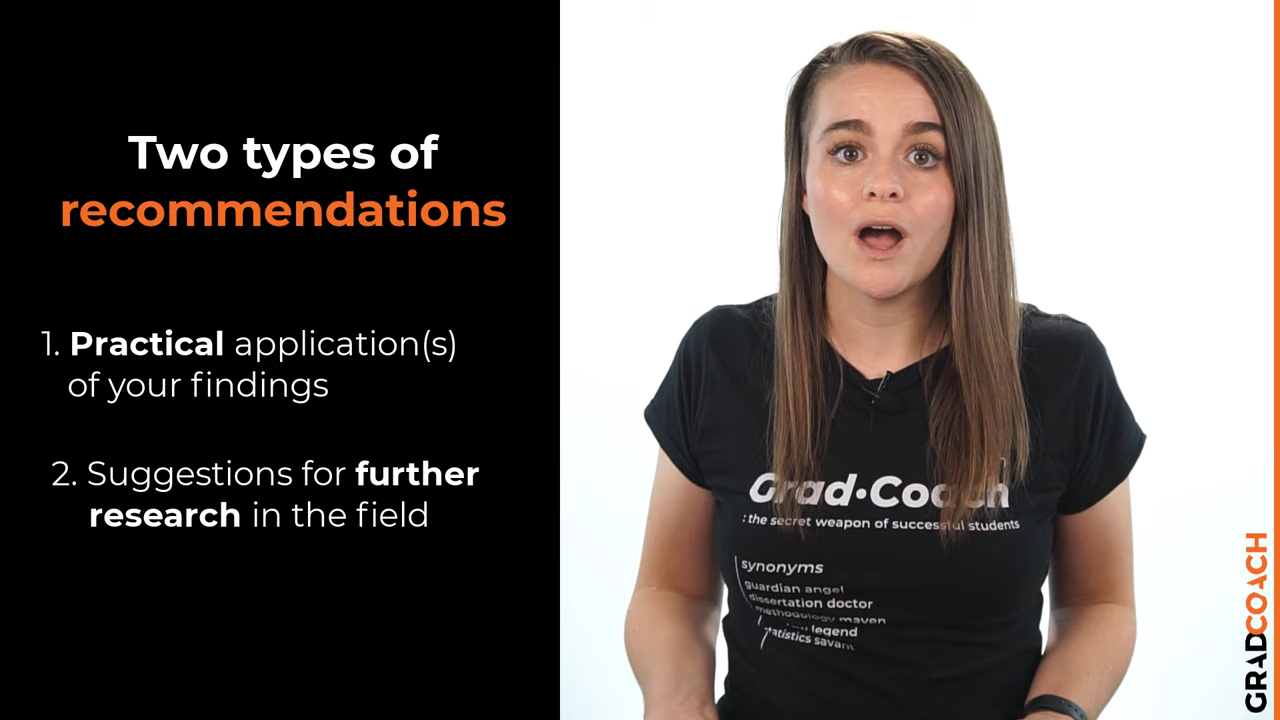 Two types of
recommendations
1. Practical application(s)
of your findings
2. Suggestions for further
research in the field
Grad•Coach
: the secret weapon of successful students
synonyms
guardian angel
dissertation doctor
methodology maven
legend
statistics savant
GRADCOACH